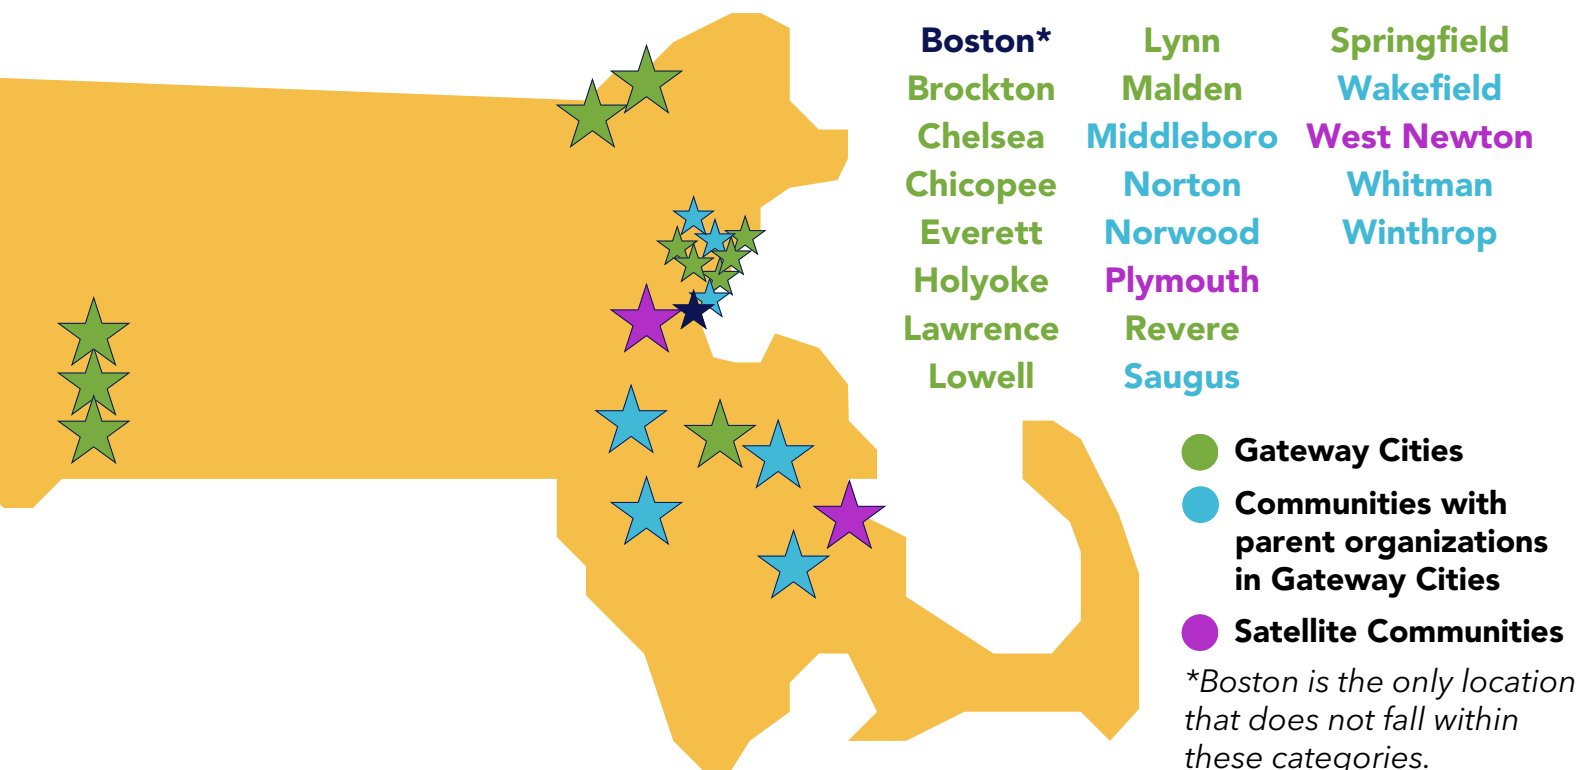 Boston*
Brockton
Chelsea
Chicopee
Everett
Holyoke
Lawrence
Lowell
Lynn
Malden
Middleboro
Norton
Norwood
Plymouth
Revere
Saugus
Springfield
Wakefield
West Newton
Whitman
Winthrop
Gateway Cities
Communities with
parent organizations
in Gateway Cities
Satellite Communities
*Boston is the only location
that does not fall within
these categories.